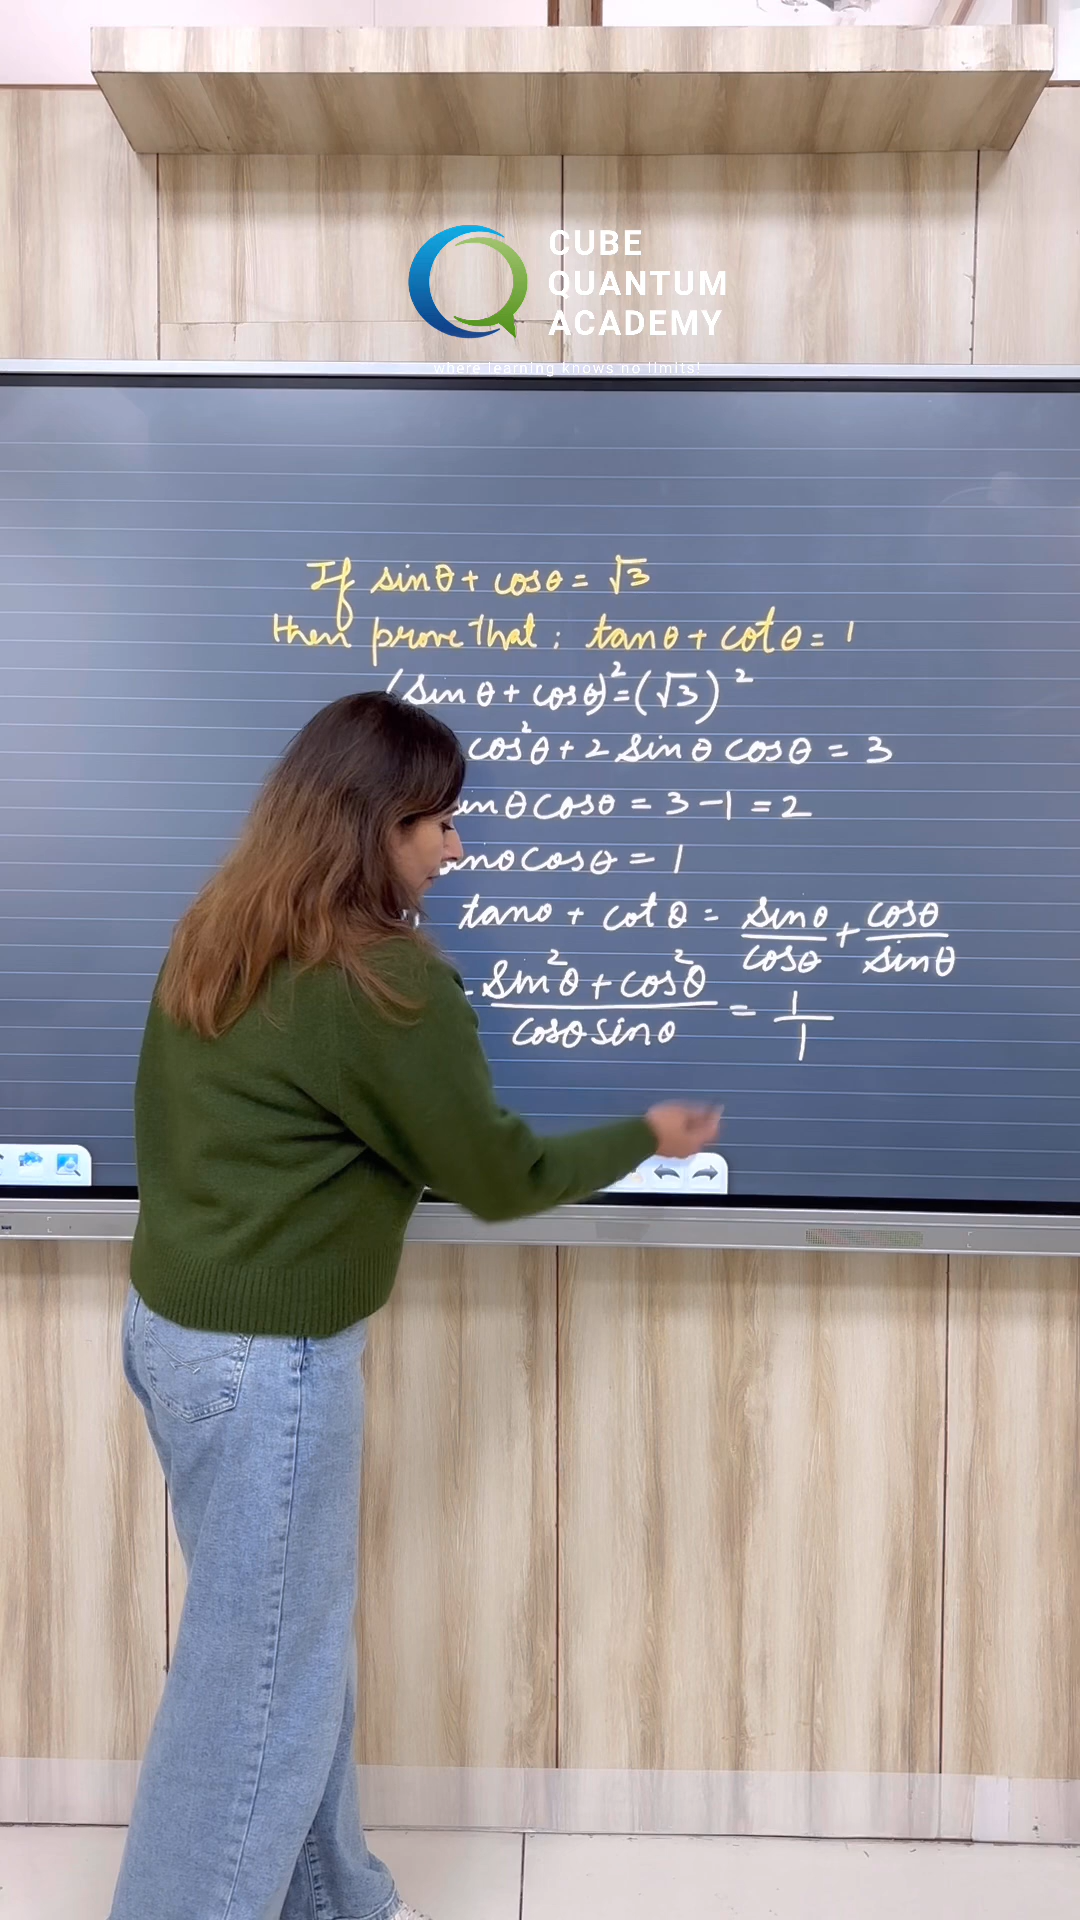 CUBE
QUANTUM
ACADEMY
where learning knows no limits!
If sinθ + cosθ = √3
then prove that : tanθ + cotθ = 1
(sinθ + cosθ)² = (√3)²
cos²θ + 2 sinθ cosθ = 3
inθ cosθ = 3 - 1 = 2
inθ cosθ = 1
tanθ + cotθ = sinθ/cosθ + cosθ/sinθ
sin²θ + cos²θ / cosθ sinθ = 1/1